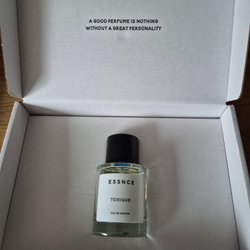 A GOOD PERFUME IS NOTHING
WITHOUT A GREAT PERSONALITY
ESSNCE
TOXIQUE
EAU DE PARFUM